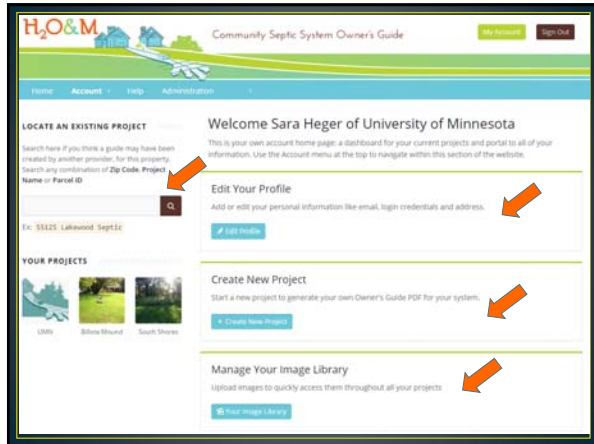 H2O&M
Community Septic System Owner's Guide
My Account
Sign Out
Home Account Help Administration
LOCATE AN EXISTING PROJECT
Search here if you think a guide may have been
created by another provider, for this property.
Search any combination of Zip Code, Project
Name or Parcel ID
Ex: 55125 Lakewood Septic
YOUR PROJECTS
UMN
Billons Mound
South Shores
Welcome Sara Heger of University of Minnesota
This is your own account home page: a dashboard for your current projects and portal to all of your
information. Use the Account menu at the top to navigate within this section of the website.
Edit Your Profile
Add or edit your personal information like email, login credentials and address.
Edit Profile
Create New Project
Start a new project to generate your own Owner's Guide PDF for your system.
+ Create New Project
Manage Your Image Library
Upload images to quickly access them throughout all your projects
Your Image Library